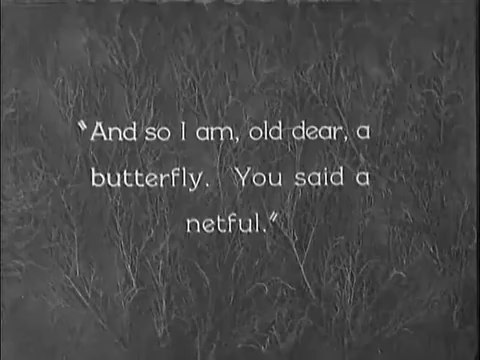 "And so I am, old dear, a
butterfly. You said a
netful."